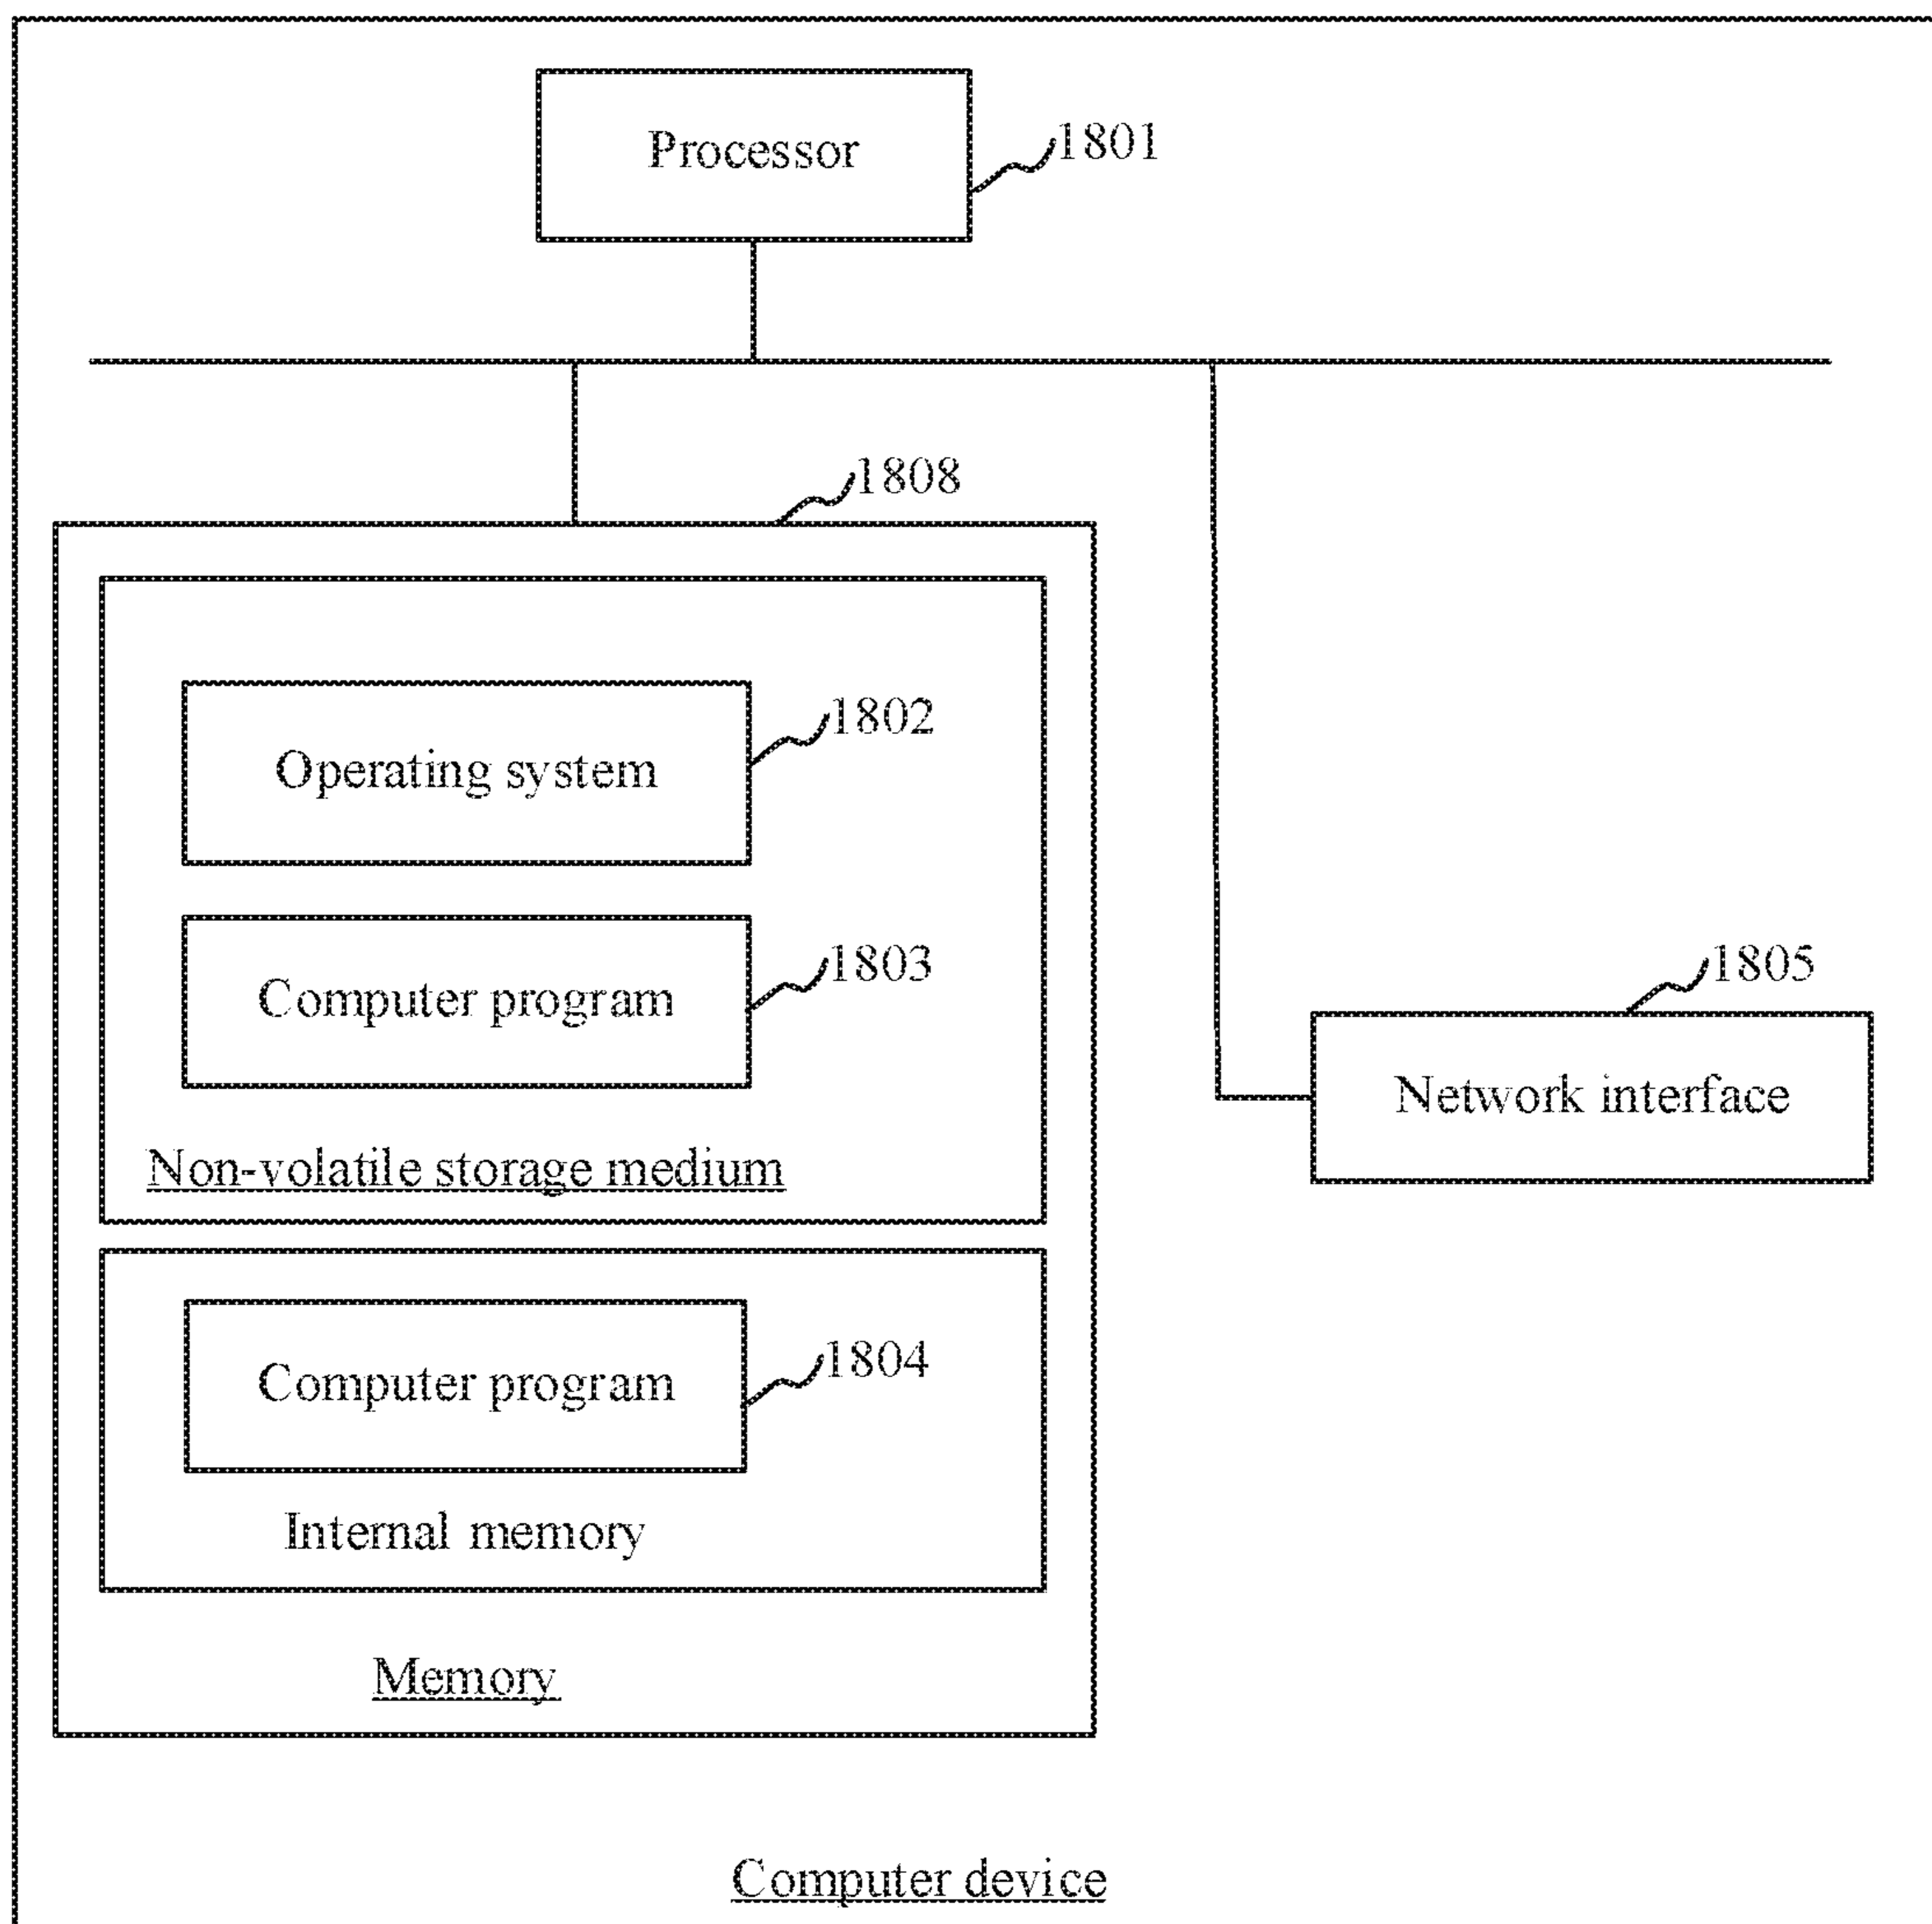 Processor
1801
1808
1802
Operating system
1803
Computer program
1805
Network interface
Non-volatile storage medium
1804
Computer program
Internal memory
Memory
Computer device